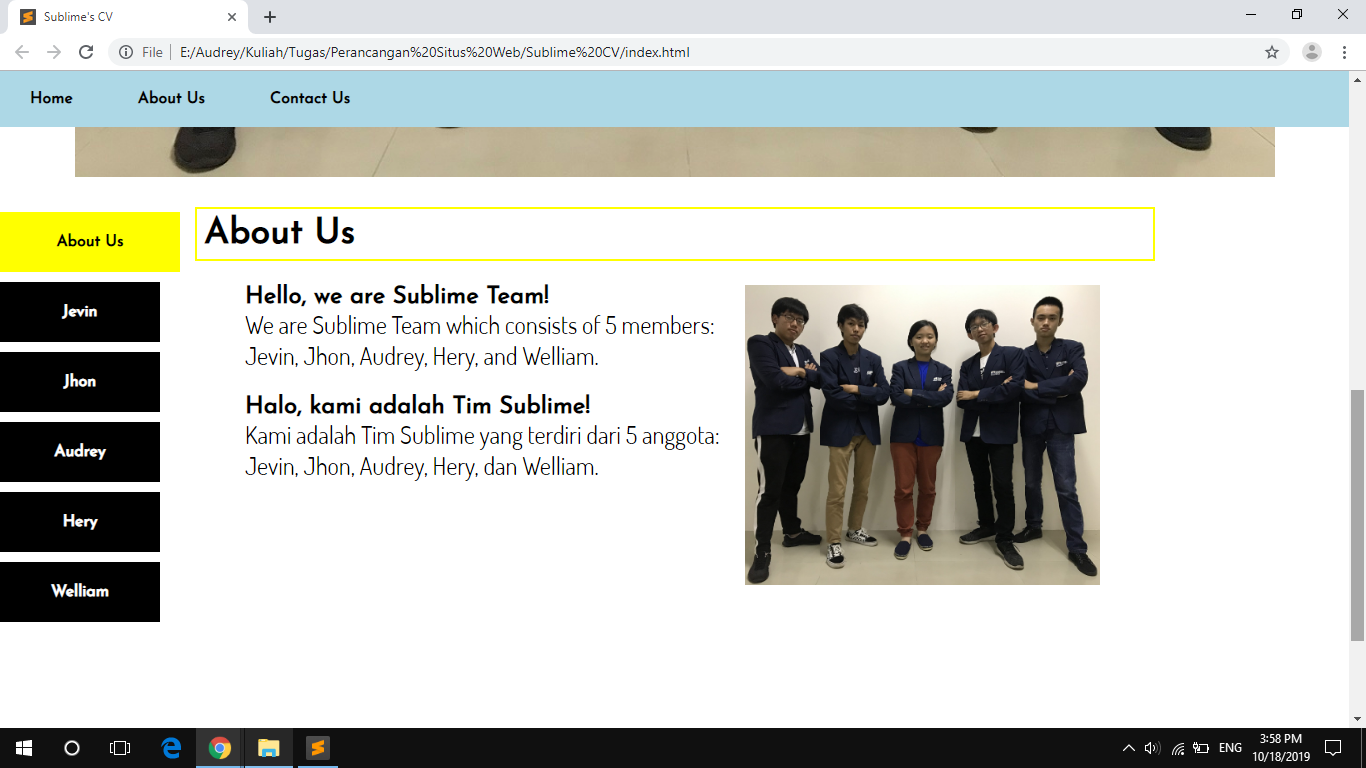 Sublime's CV
File
E:/Audrey/Kuliah/Tugas/Perancangan%20Situs%20Web/Sublime%20CV/index.html
Home About Us Contact Us
About Us
Jevin
Jhon
Audrey
Hery
Welliam
About Us
Hello, we are Sublime Team!
We are Sublime Team which consists of 5 members:
Jevin, Jhon, Audrey, Hery, and Welliam.
Halo, kami adalah Tim Sublime!
Kami adalah Tim Sublime yang terdiri dari 5 anggota:
Jevin, Jhon, Audrey, Hery, dan Welliam.
ENG
3:58 PM
10/18/2019